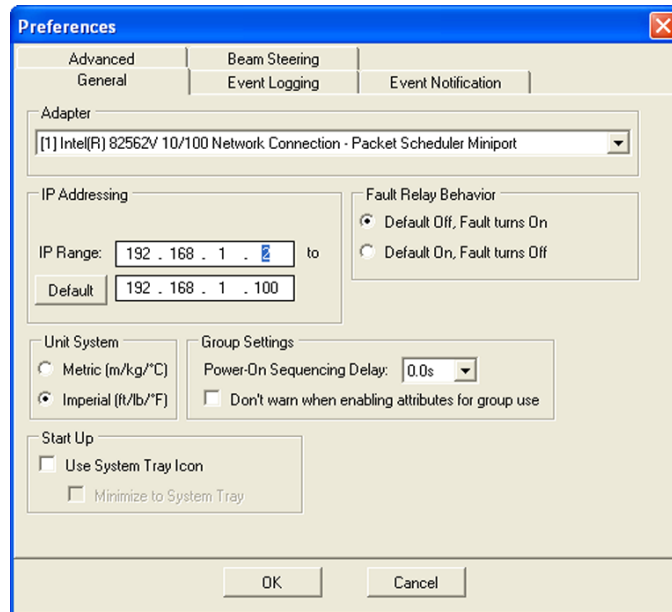 Preferences
Advanced Beam Steering
General Event Logging Event Notification
Adapter
[1] Intel(R) 82562V 10/100 Network Connection - Packet Scheduler Miniport
IP Addressing
IP Range: 192 . 168 . 1 . 2 to
Default 192 . 168 . 1 . 100
Fault Relay Behavior
Default Off, Fault turns On
Default On, Fault turns Off
Unit System
Metric (m/kg/°C)
Imperial (ft/lb/°F)
Group Settings
Power-On Sequencing Delay: 0.0s
Don't warn when enabling attributes for group use
Start Up
Use System Tray Icon
Minimize to System Tray
OK Cancel